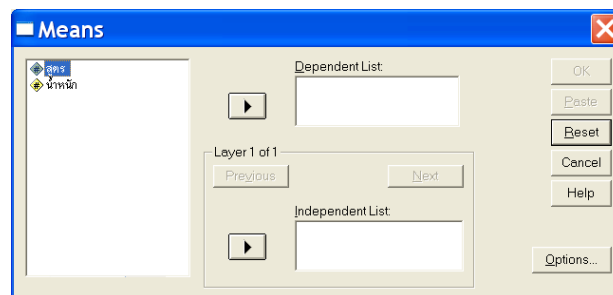 Means
สูตร
น้ำหนัก
Dependent List:
OK
Paste
Reset
Cancel
Help
Layer 1 of 1
Previous
Next
Independent List:
Options...